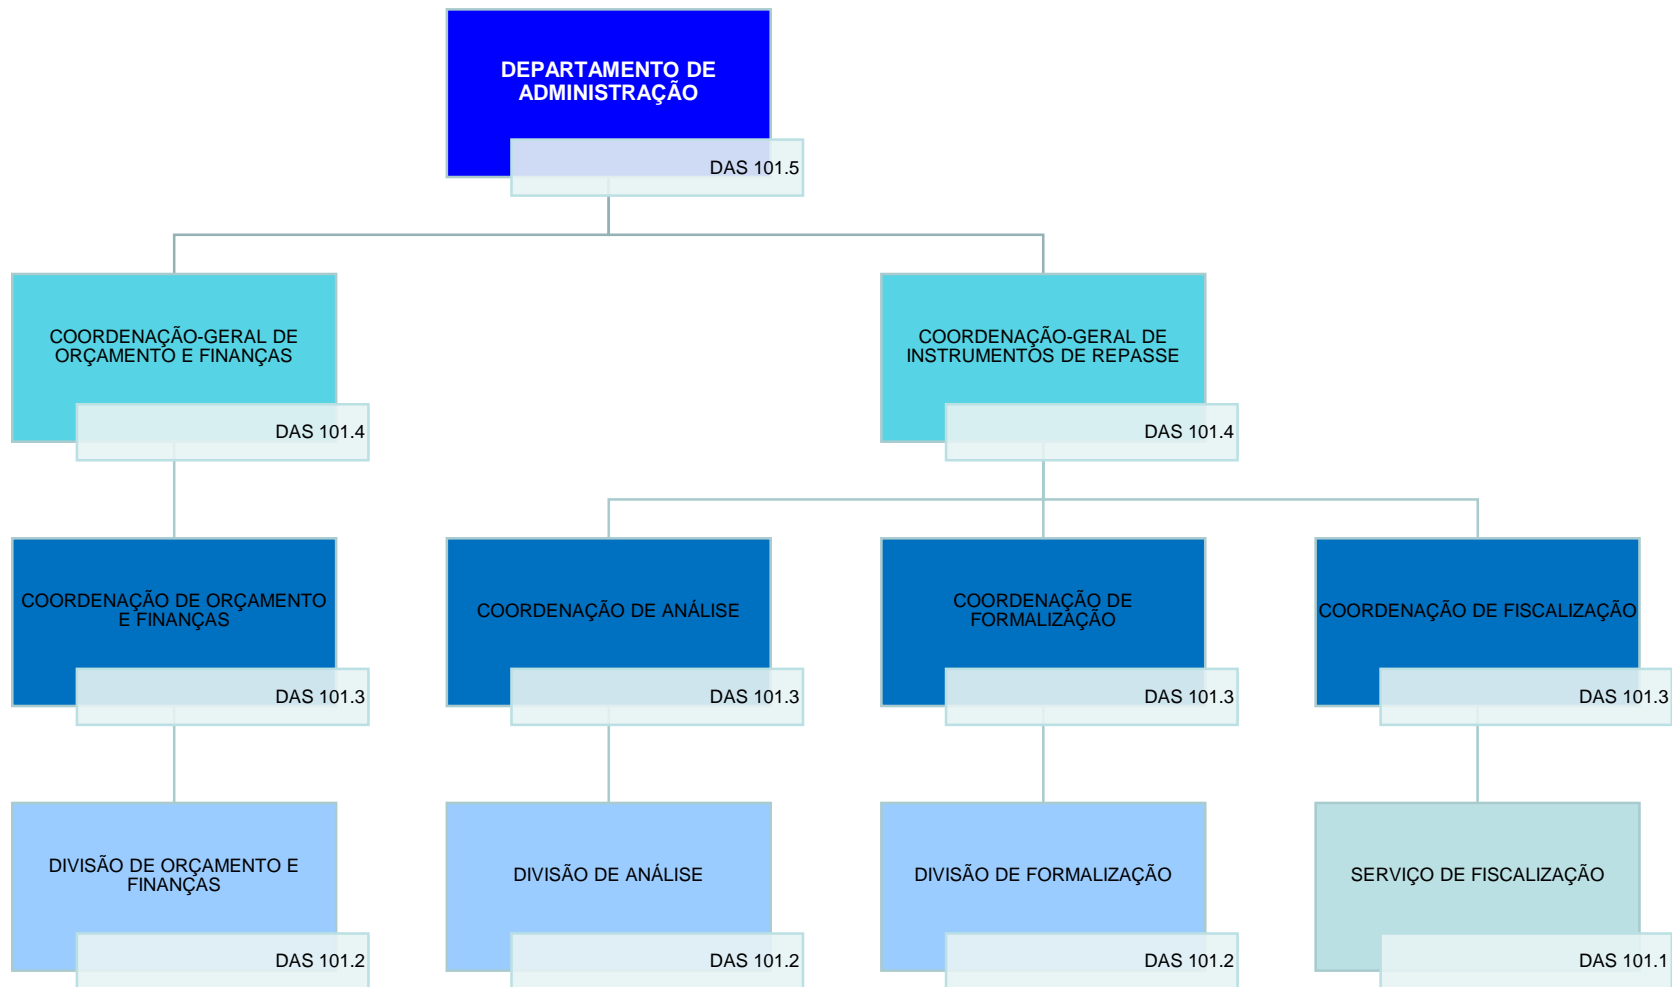 DEPARTAMENTO DE
ADMINISTRAÇÃO
DAS 101.5
COORDENAÇÃO-GERAL DE
ORÇAMENTO E FINANÇAS
DAS 101.4
COORDENAÇÃO-GERAL DE
INSTRUMENTOS DE REPASSE
DAS 101.4
COORDENAÇÃO DE ORÇAMENTO
E FINANÇAS
DAS 101.3
COORDENAÇÃO DE ANÁLISE
DAS 101.3
COORDENAÇÃO DE
FORMALIZAÇÃO
DAS 101.3
COORDENAÇÃO DE FISCALIZAÇÃO
DAS 101.3
DIVISÃO DE ORÇAMENTO E
FINANÇAS
DAS 101.2
DIVISÃO DE ANÁLISE
DAS 101.2
DIVISÃO DE FORMALIZAÇÃO
DAS 101.2
SERVIÇO DE FISCALIZAÇÃO
DAS 101.1